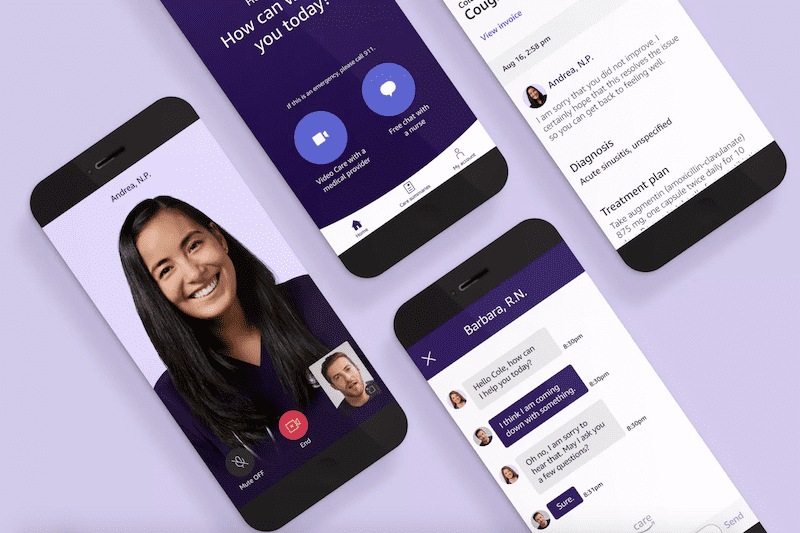 Andrea, N.P.
Mute OFF
End
How can
you today?
If this is an emergency, please call 911.
Video Care with a
medical provider
Free chat with
a nurse
Home
Care summaries
My account
View invoice
Aug 16, 2:58 pm
Andrea, N.P.
I am sorry that you did not improve. I
certainly hope that this resolves the issue
so you can get back to feeling well.
Diagnosis
Acute sinusitis, unspecified
Treatment plan
Take augmentin (amoxicillin-clavulanate)
875 mg, one capsule twice daily for 10
Barbara, R.N.
Hello Cole, how can
I help you today?
8:30pm
I think I am coming
down with something.
8:30pm
Oh no, I am sorry to
hear that. May I ask you
a few questions?
8:30pm
Sure.
8:31pm
care
Send